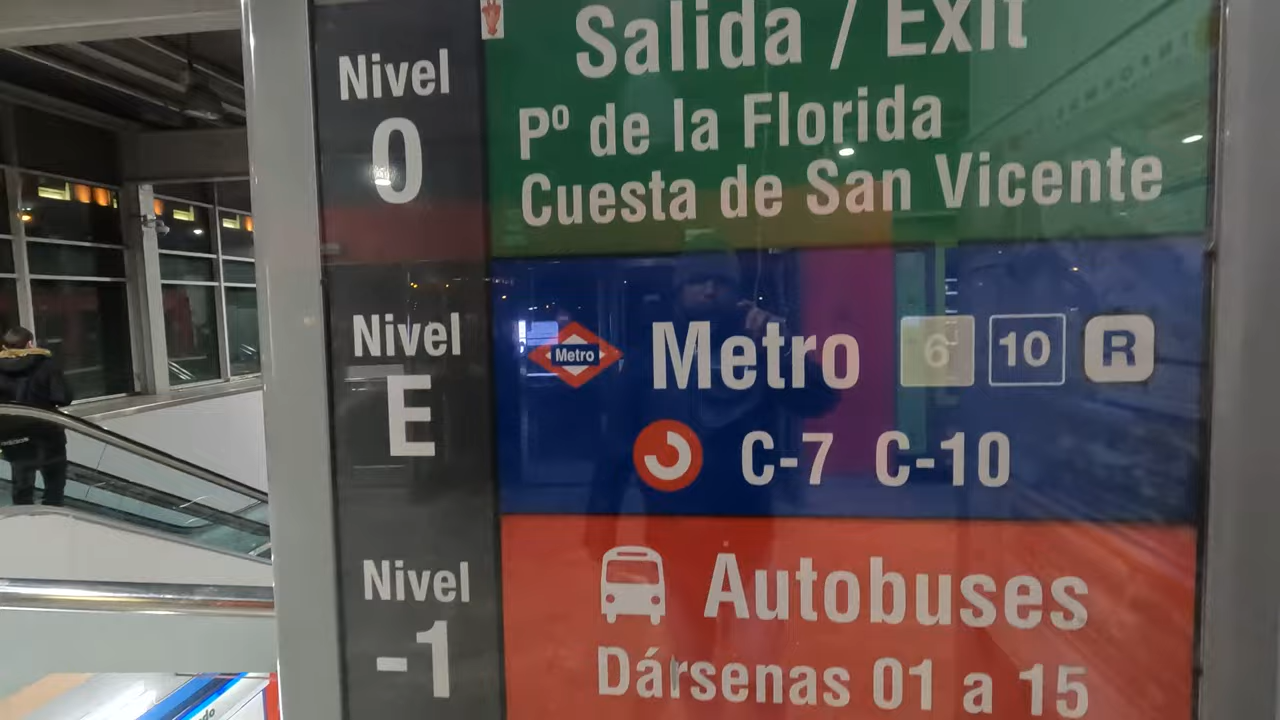 Nivel
0
Salida / Exit
Pº de la Florida
Cuesta de San Vicente
Nivel
E
Metro
Metro 6 10 R
C-7 C-10
Nivel
-1
Autobuses
Dársenas 01 a 15